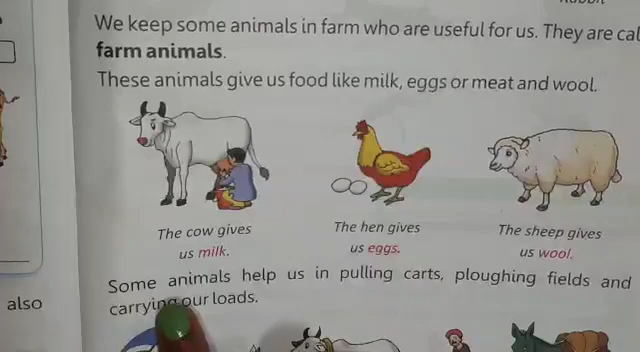 We keep some animals in farm who are useful for us. They are
farm animals.
These animals give us food like milk, eggs or meat and wool.
The cow gives
us milk.
The hen gives
us eggs.
The sheep gives
us wool.
Some animals help us in pulling carts, ploughing fields and
also
carrying our loads.